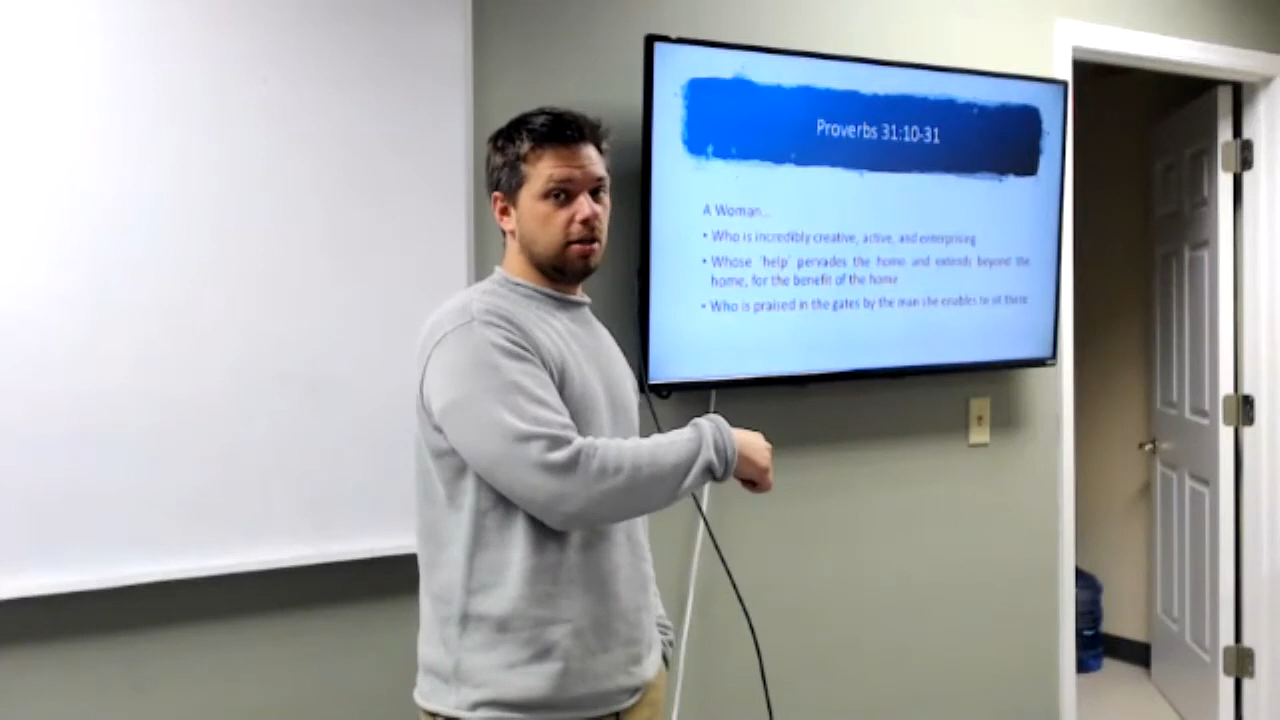 Proverbs 31:10-31
A Woman...
• Who is incredibly creative, active, and enterprising
• Whose 'help' pervades the home and extends beyond the
home, for the benefit of the home
• Who is praised in the gates by the man she enables to sit there